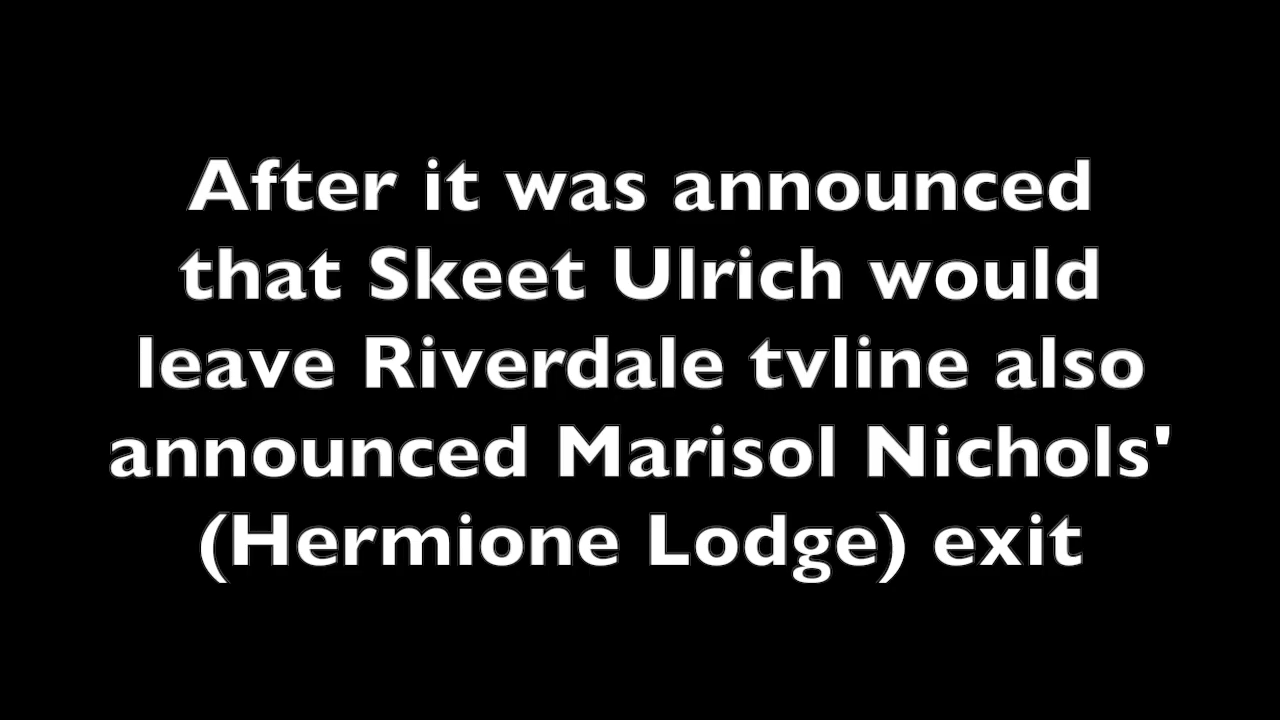 After it was announced
that Skeet Ulrich would
leave Riverdale tvline also
announced Marisol Nichols'
(Hermione Lodge) exit